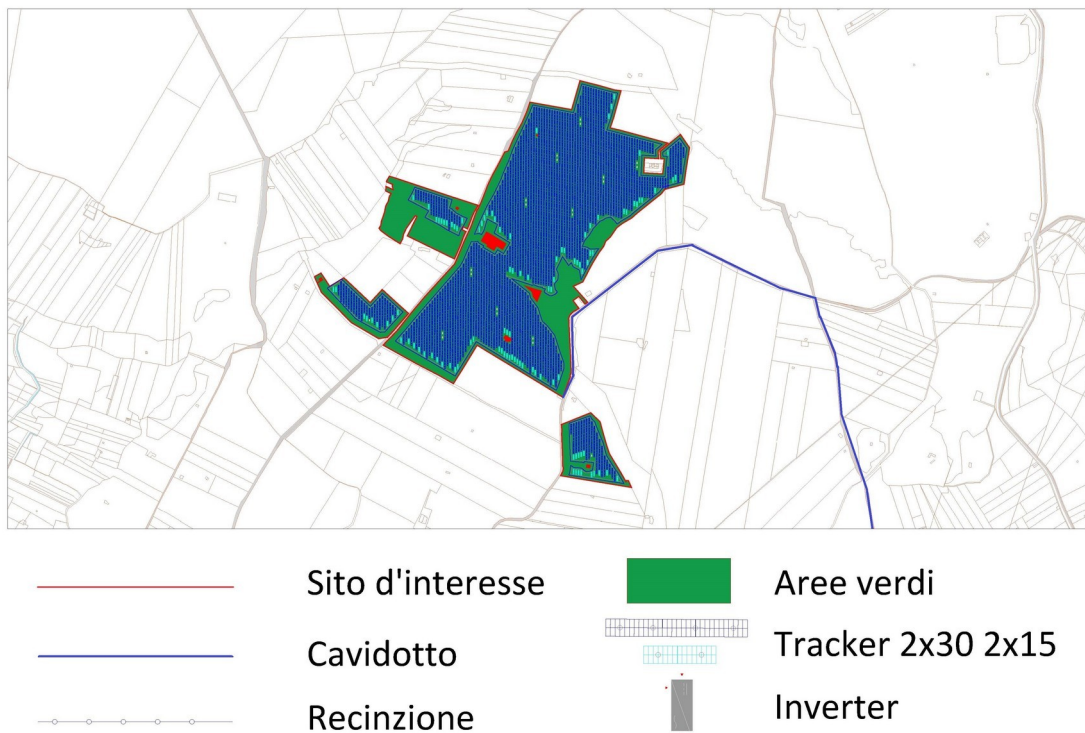 Sito d'interesse
Aree verdi
Cavidotto
Tracker 2x30 2x15
Recinzione
Inverter